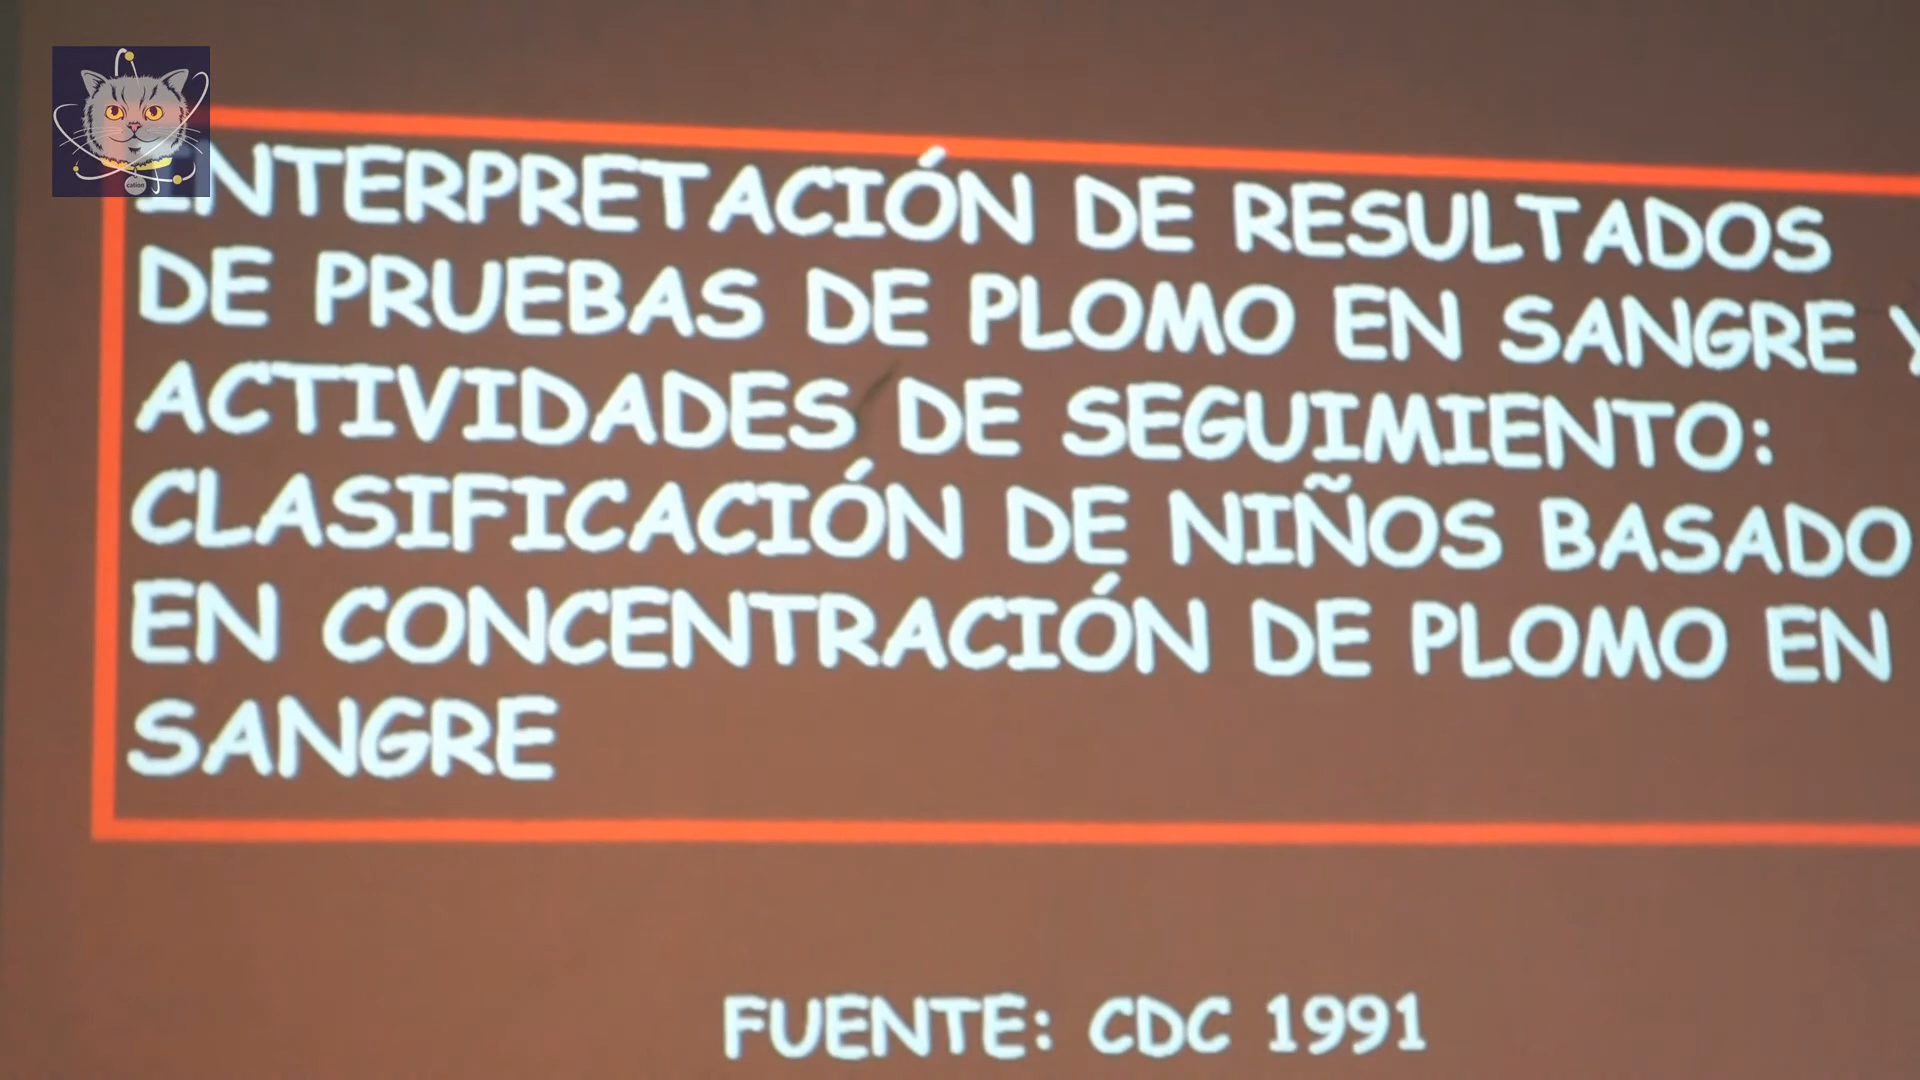 INTERPRETACIÓN DE RESULTADOS
DE PRUEBAS DE PLOMO EN SANGRE Y
ACTIVIDADES DE SEGUIMIENTO:
CLASIFICACIÓN DE NIÑOS BASADO
EN CONCENTRACIÓN DE PLOMO EN
SANGRE
FUENTE: CDC 1991
cation